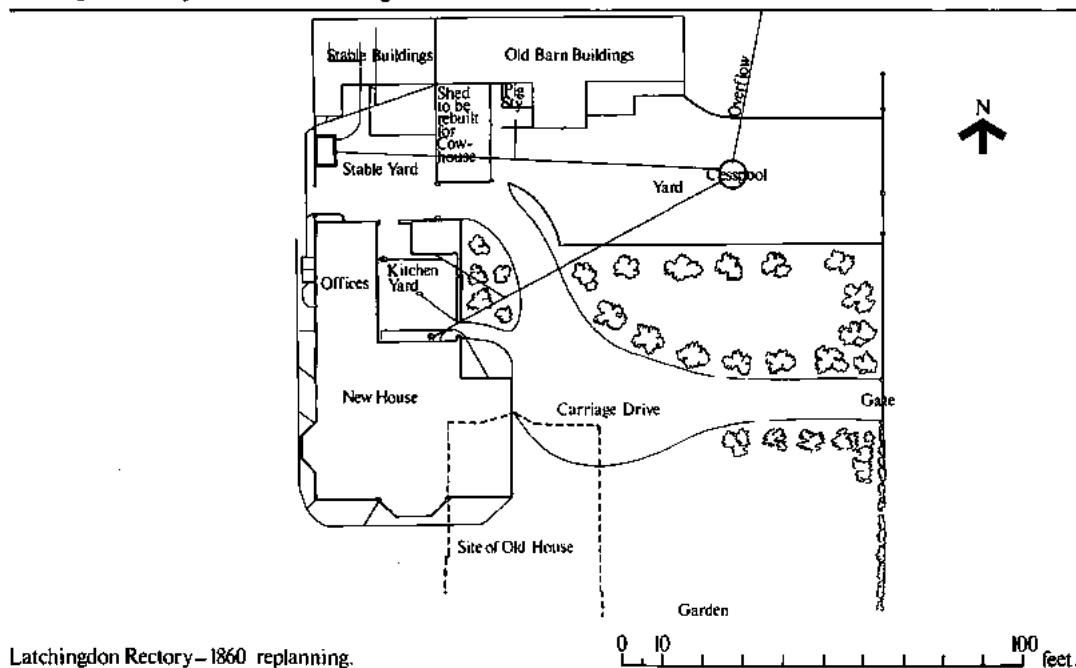 Stable Buildings
Old Barn Buildings
Overflow
Shed
to be
rebuilt
for
Cow-
house
Pig
Stye
N
Stable Yard
Yard
Cesspool
Offices
Kitchen
Yard
New House
Carriage Drive
Gate
Site of Old House
Garden
Latchingdon Rectory–1860 replanning.
0 10 100 feet.